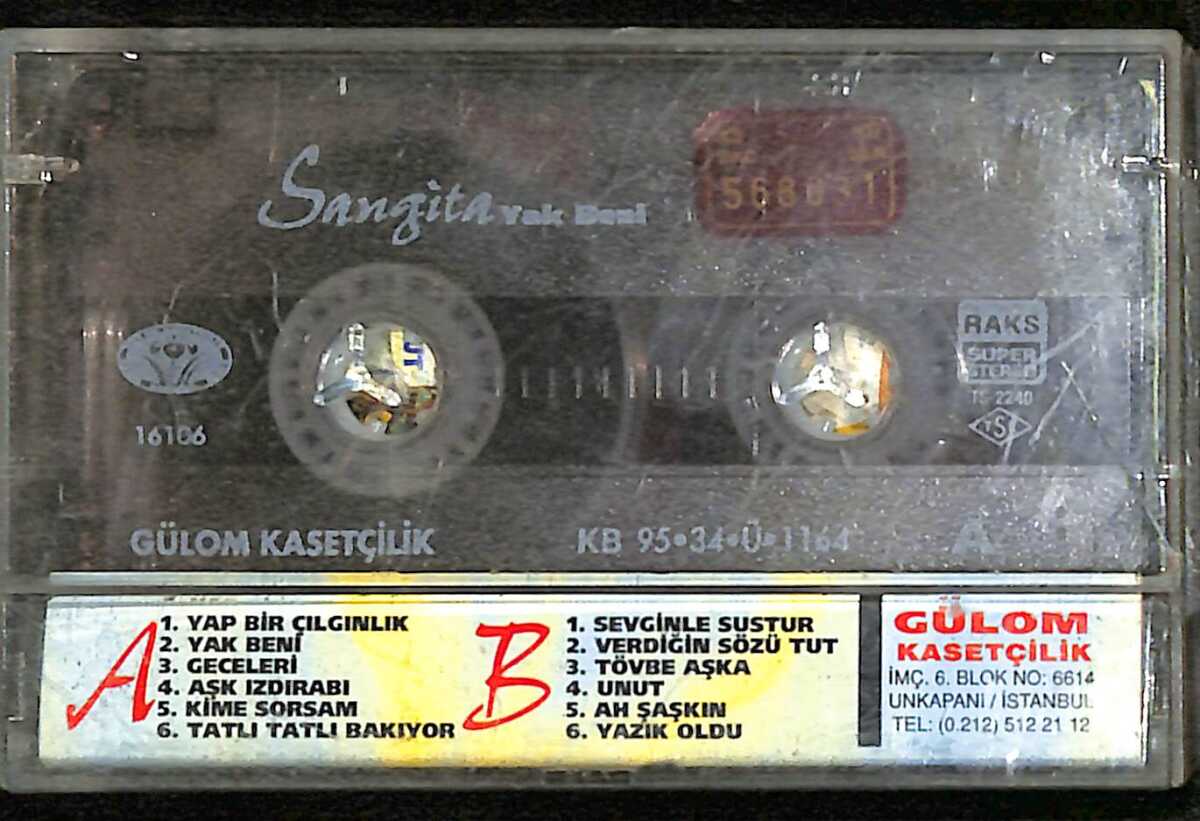 Sangita Yak Beni
RAKS
SUPER
STEREO
TS 2240
TSE
16106
GÜLOM KASETÇİLİK
KB 95•34•Ü•1164
A
A
1. YAP BİR ÇILGINLIK
2. YAK BENİ
3. GECELERİ
4. AŞK IZDIRABI
5. KİME SORSAM
6. TATLI TATLI BAKIYOR
B
1. SEVGİNLE SUSTUR
2. VERDİĞİN SÖZÜ TUT
3. TÖVBE AŞKA
4. UNUT
5. AH ŞAŞKIN
6. YAZIK OLDU
GÜLOM
KASETÇİLİK
İMÇ. 6. BLOK NO: 6614
UNKAPANI / İSTANBUL
TEL: (0.212) 512 21 12